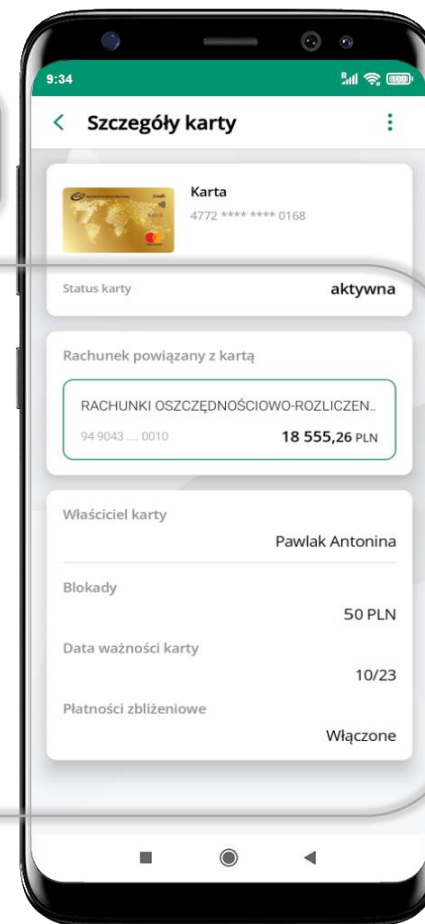 9:34
100
Szczegóły karty
Credit
Karta
4772 **** **** 0168
Status karty
aktywna
Rachunek powiązany z kartą
RACHUNKI OSZCZĘDNOŚCIOWO-ROZLICZEN..
94 9043 .... 0010
18 555,26 PLN
Właściciel karty
Pawlak Antonina
Blokady
50 PLN
Data ważności karty
10/23
Płatności zbliżeniowe
Włączone